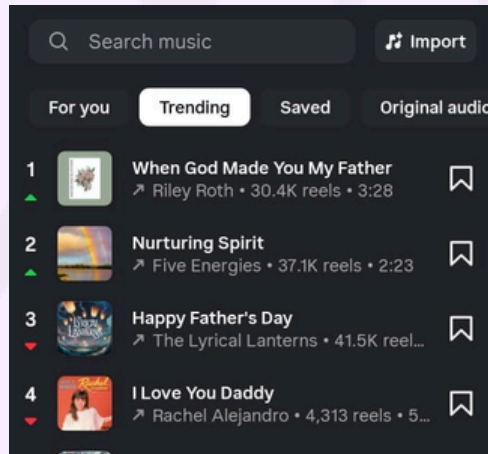 Search music
Import
For you
Trending
Saved
Original audio
1
When God Made You My Father
Riley Roth • 30.4K reels • 3:28
2
Nurturing Spirit
Five Energies • 37.1K reels • 2:23
3
Happy Father's Day
The Lyrical Lanterns • 41.5K reel...
4
I Love You Daddy
Rachel Alejandro • 4,313 reels • 5...